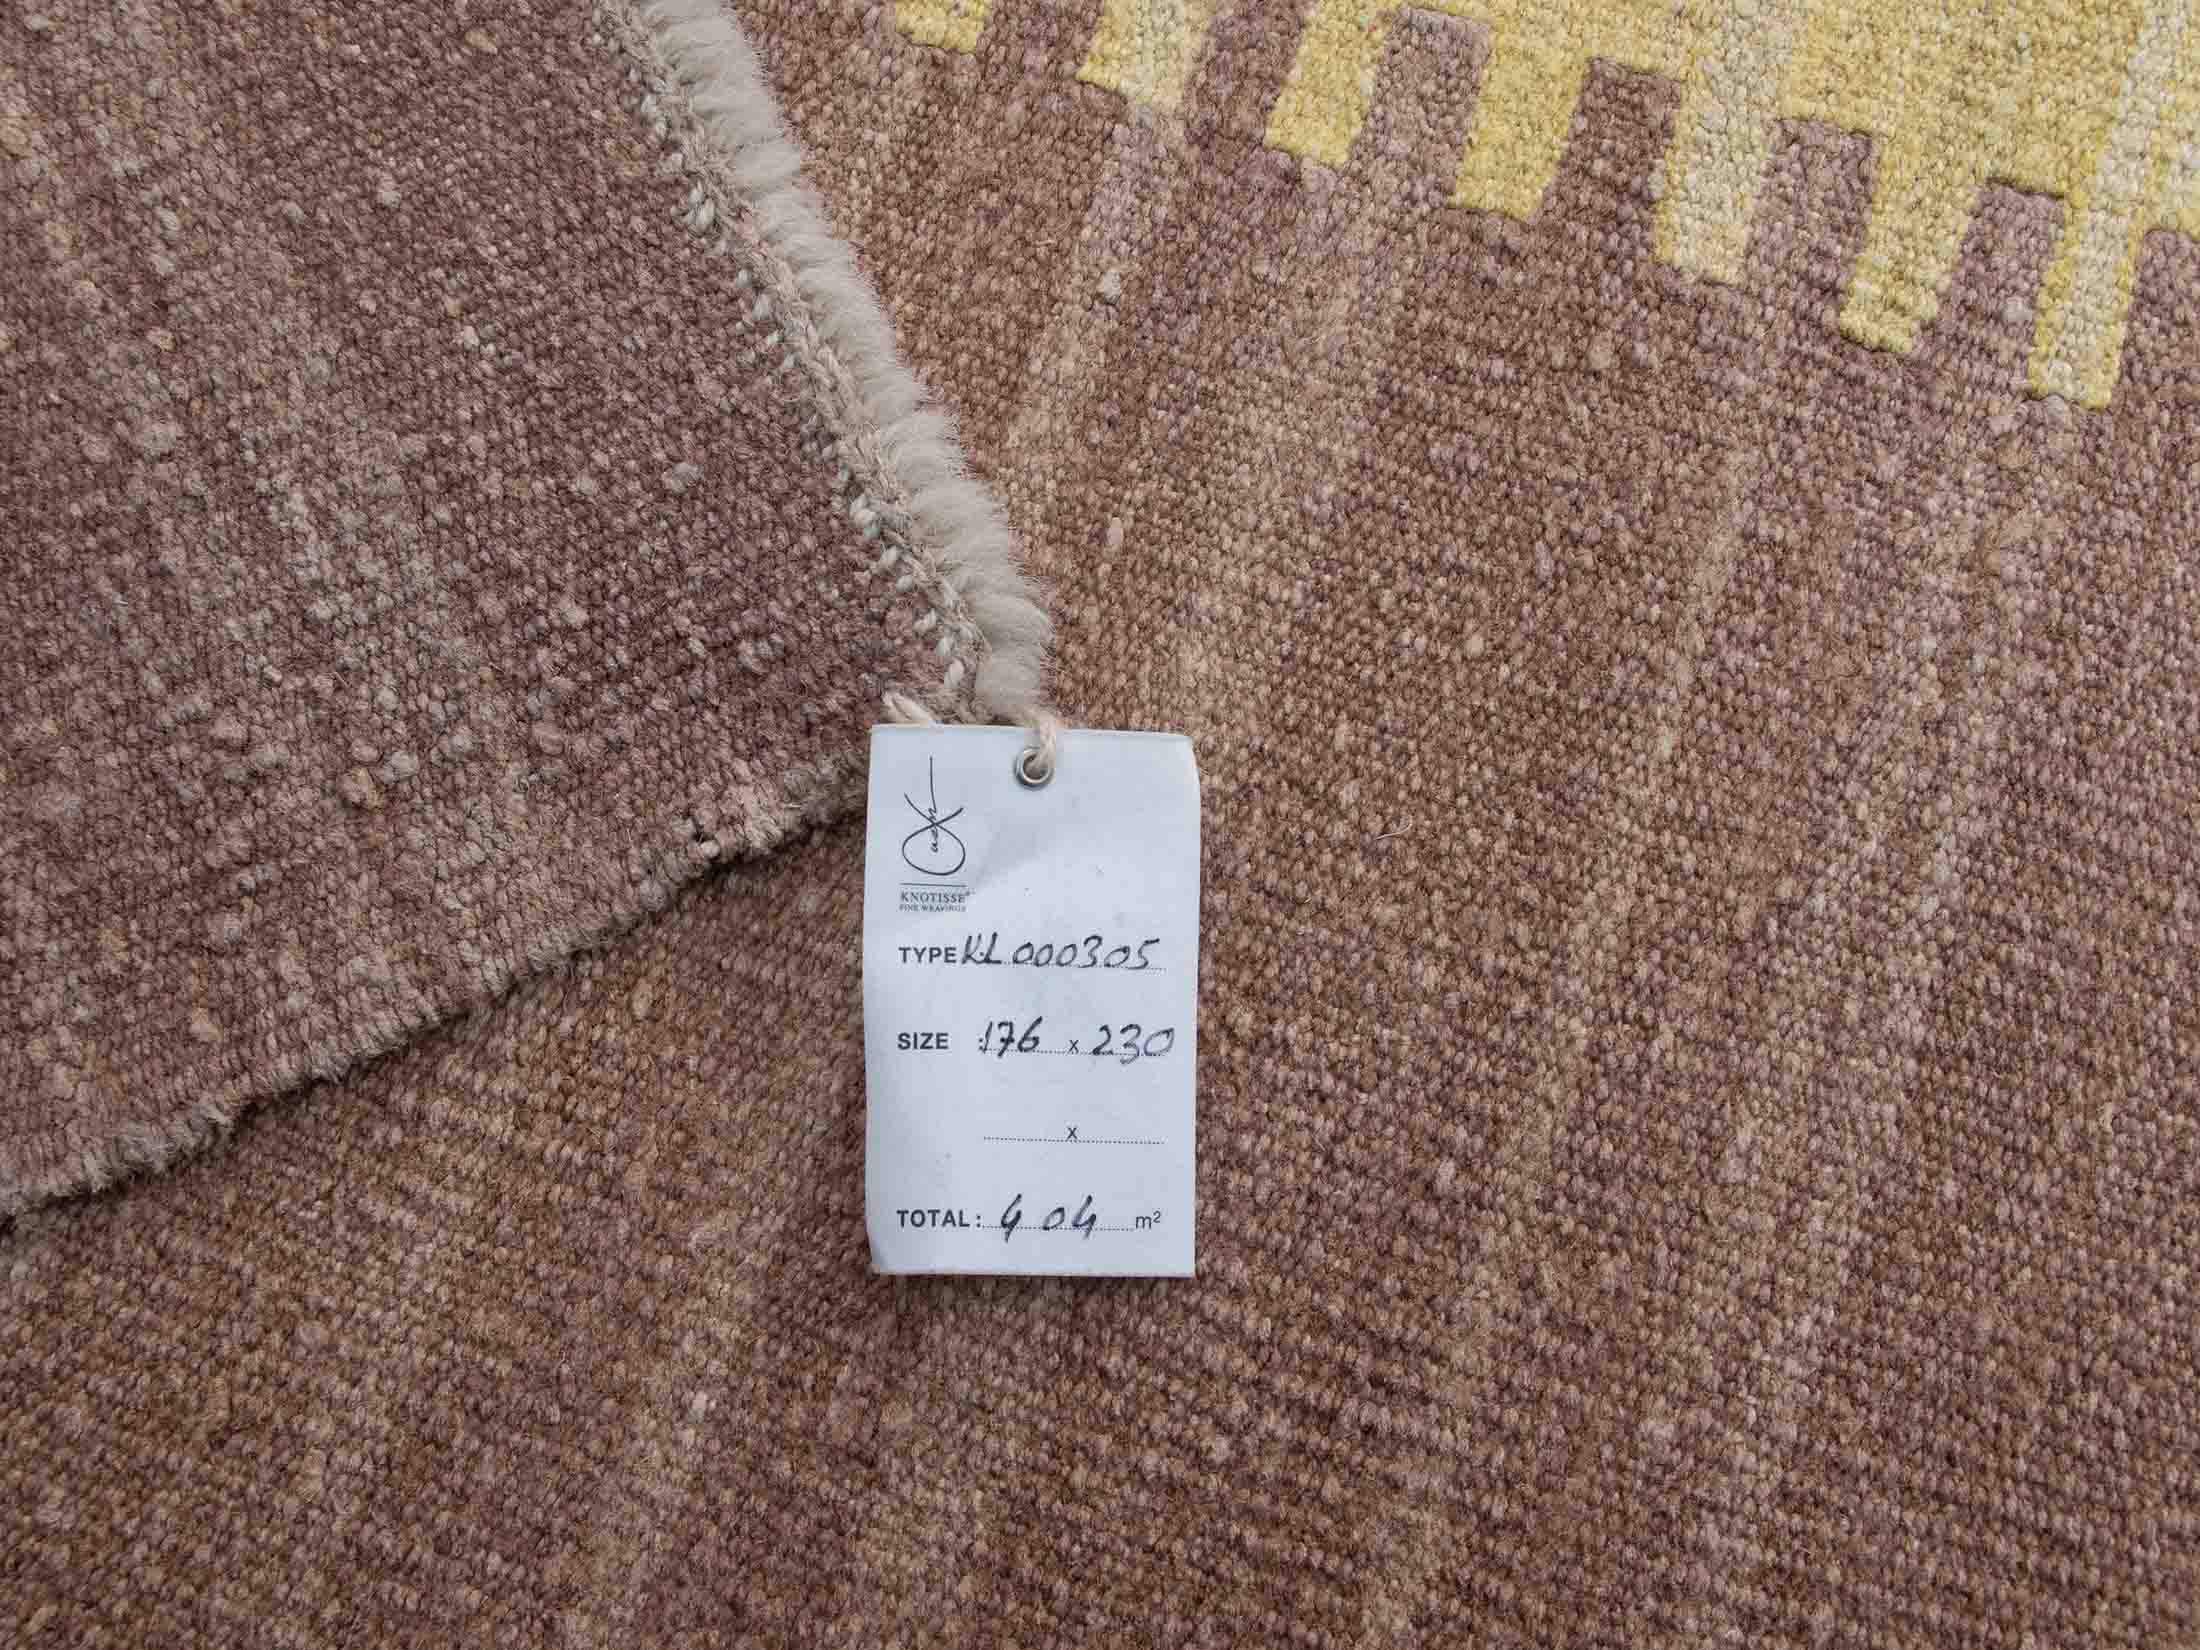 KNOTISSE®
FINE WEAVINGS
TYPE KL000305
SIZE : 176 x 230
x
TOTAL : 4 04 m²